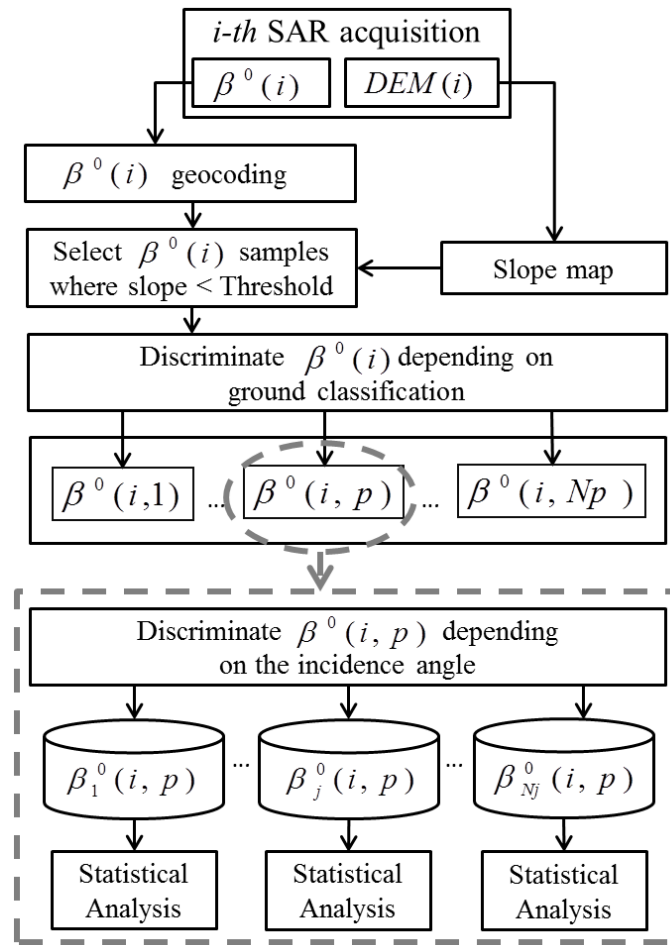 i-th SAR acquisition
β⁰(i) DEM(i)
β⁰(i) geocoding
Select β⁰(i) samples
where slope < Threshold
Slope map
Discriminate β⁰(i) depending on
ground classification
β⁰(i,1) ... β⁰(i, p) ... β⁰(i, Np)
Discriminate β⁰(i, p) depending
on the incidence angle
β₁⁰(i, p) ... βⱼ⁰(i, p) ... β_Nj⁰(i, p)
Statistical
Analysis
Statistical
Analysis
Statistical
Analysis